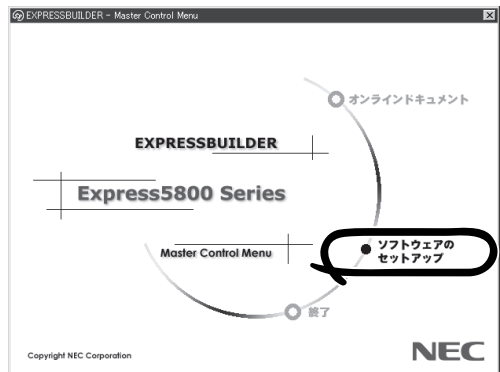 EXPRESSBUILDER - Master Control Menu
オンラインドキュメント
EXPRESSBUILDER
Express5800 Series
ソフトウェアの
セットアップ
Master Control Menu
終了
Copyright NEC Corporation
NEC